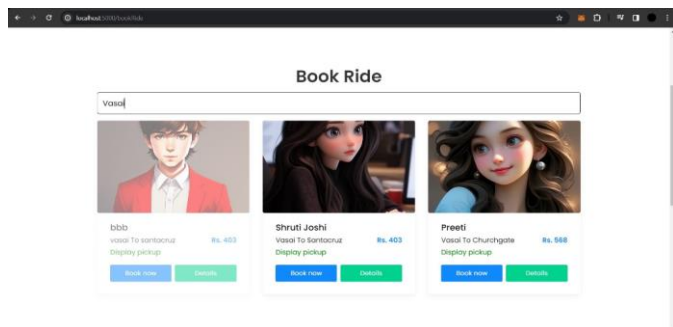 localhost:5000/bookRide
Book Ride
Vasai
bbb
vasai To santacruz Rs. 403
Display pickup
Book now Details
Shruti Joshi
Vasai To Santacruz Rs. 403
Display pickup
Book now Details
Preeti
Vasai To Churchgate Rs. 568
Display pickup
Book now Details